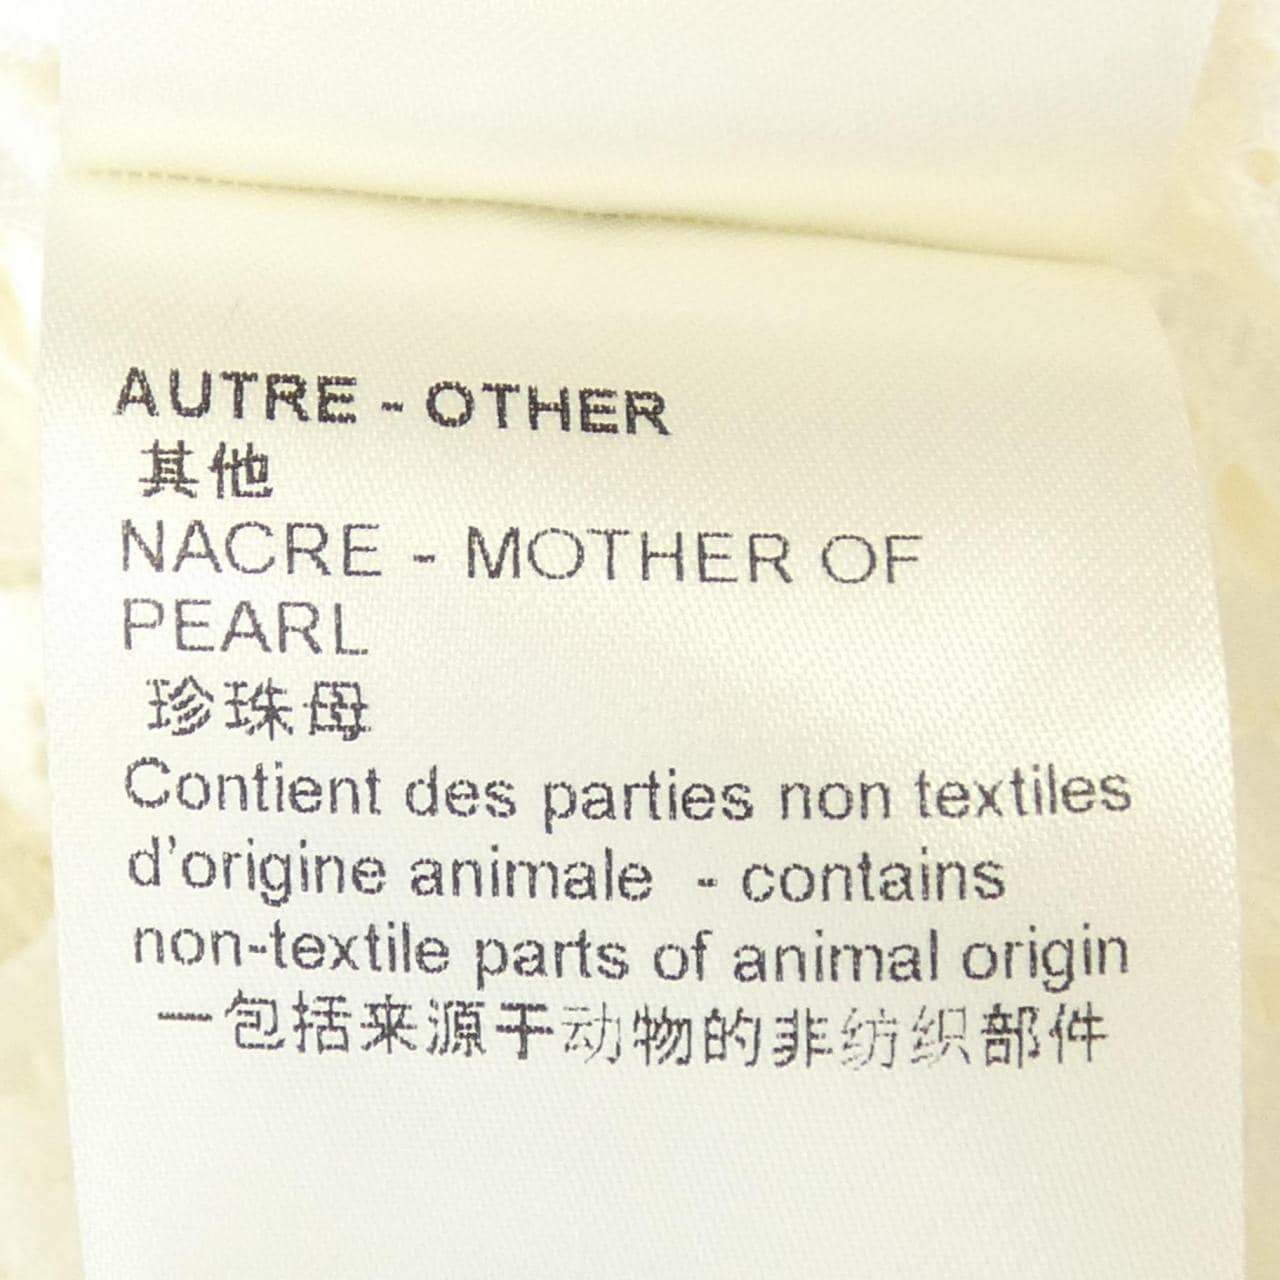 AUTRE - OTHER
其他
NACRE - MOTHER OF
PEARL
珍珠母
Contient des parties non textiles
d'origine animale - contains
non-textile parts of animal origin
一包括来源于动物的非纺织部件